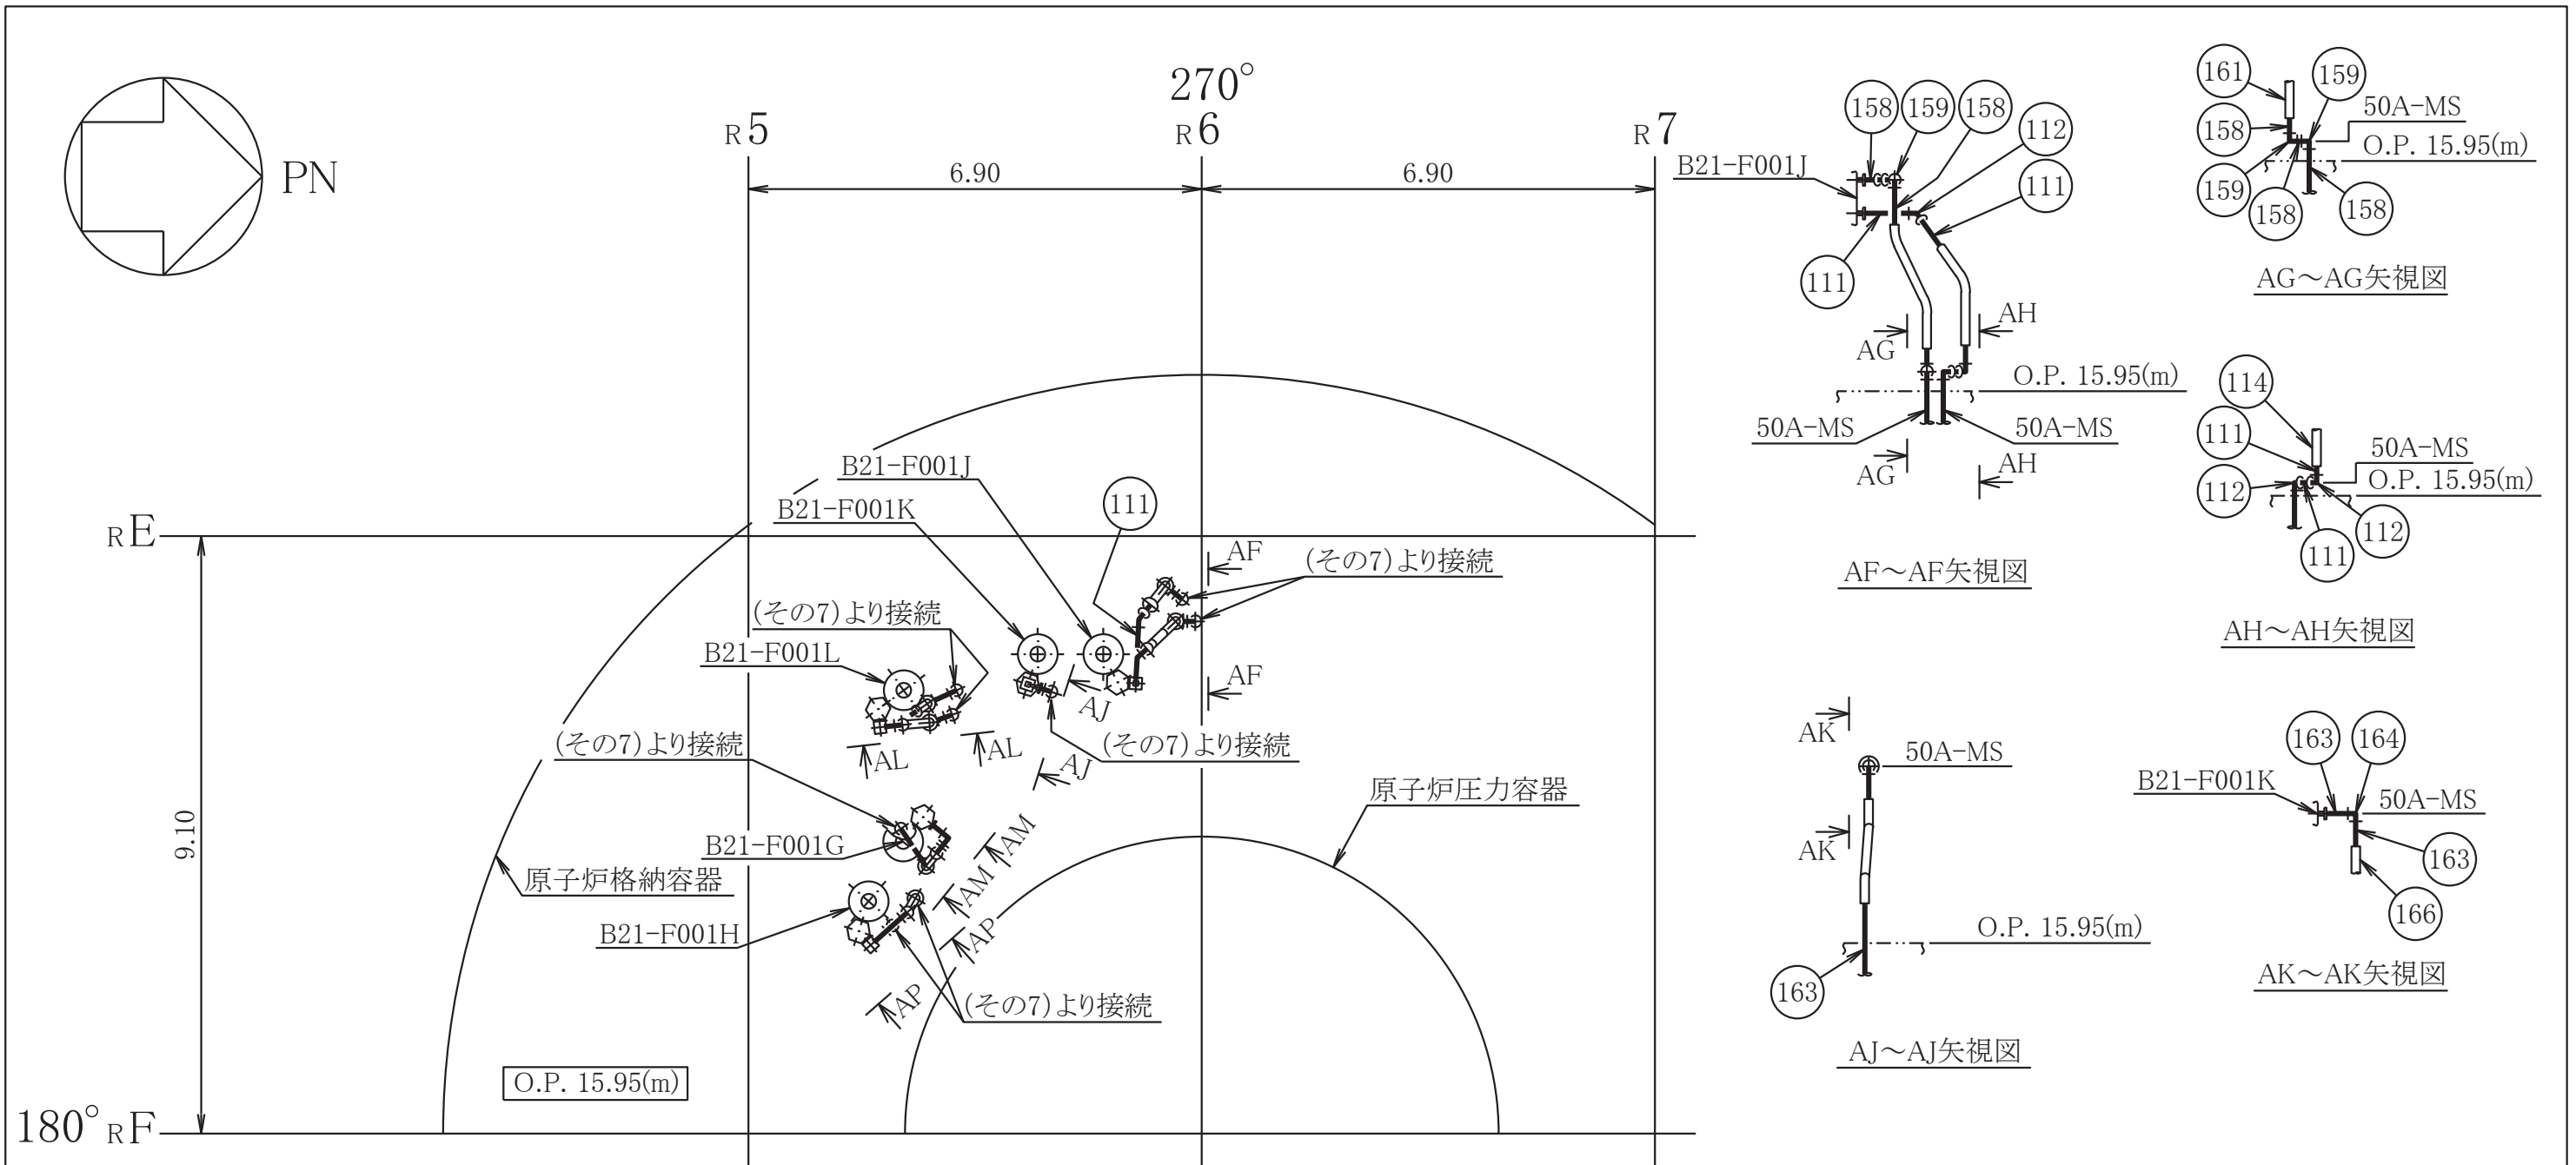 PN
270°
R5
R6
R7
6.90
6.90
RE
9.10
180° RF
B21-F001J
B21-F001K
111
(その7)より接続
AF
AF
(その7)より接続
B21-F001L
AJ
AJ
(その7)より接続
AL
AL
(その7)より接続
B21-F001G
原子炉格納容器
B21-F001H
AM
AM
AP
AP
(その7)より接続
原子炉圧力容器
O.P. 15.95(m)
158
159
158
112
111
B21-F001J
111
AG
AH
O.P. 15.95(m)
50A-MS
50A-MS
AG
AH
AF～AF矢視図
161
159
158
50A-MS
O.P. 15.95(m)
159
158
158
AG～AG矢視図
114
111
50A-MS
O.P. 15.95(m)
112
112
111
AH～AH矢視図
AK
50A-MS
AK
O.P. 15.95(m)
163
AJ～AJ矢視図
163
164
B21-F001K
50A-MS
163
166
AK～AK矢視図